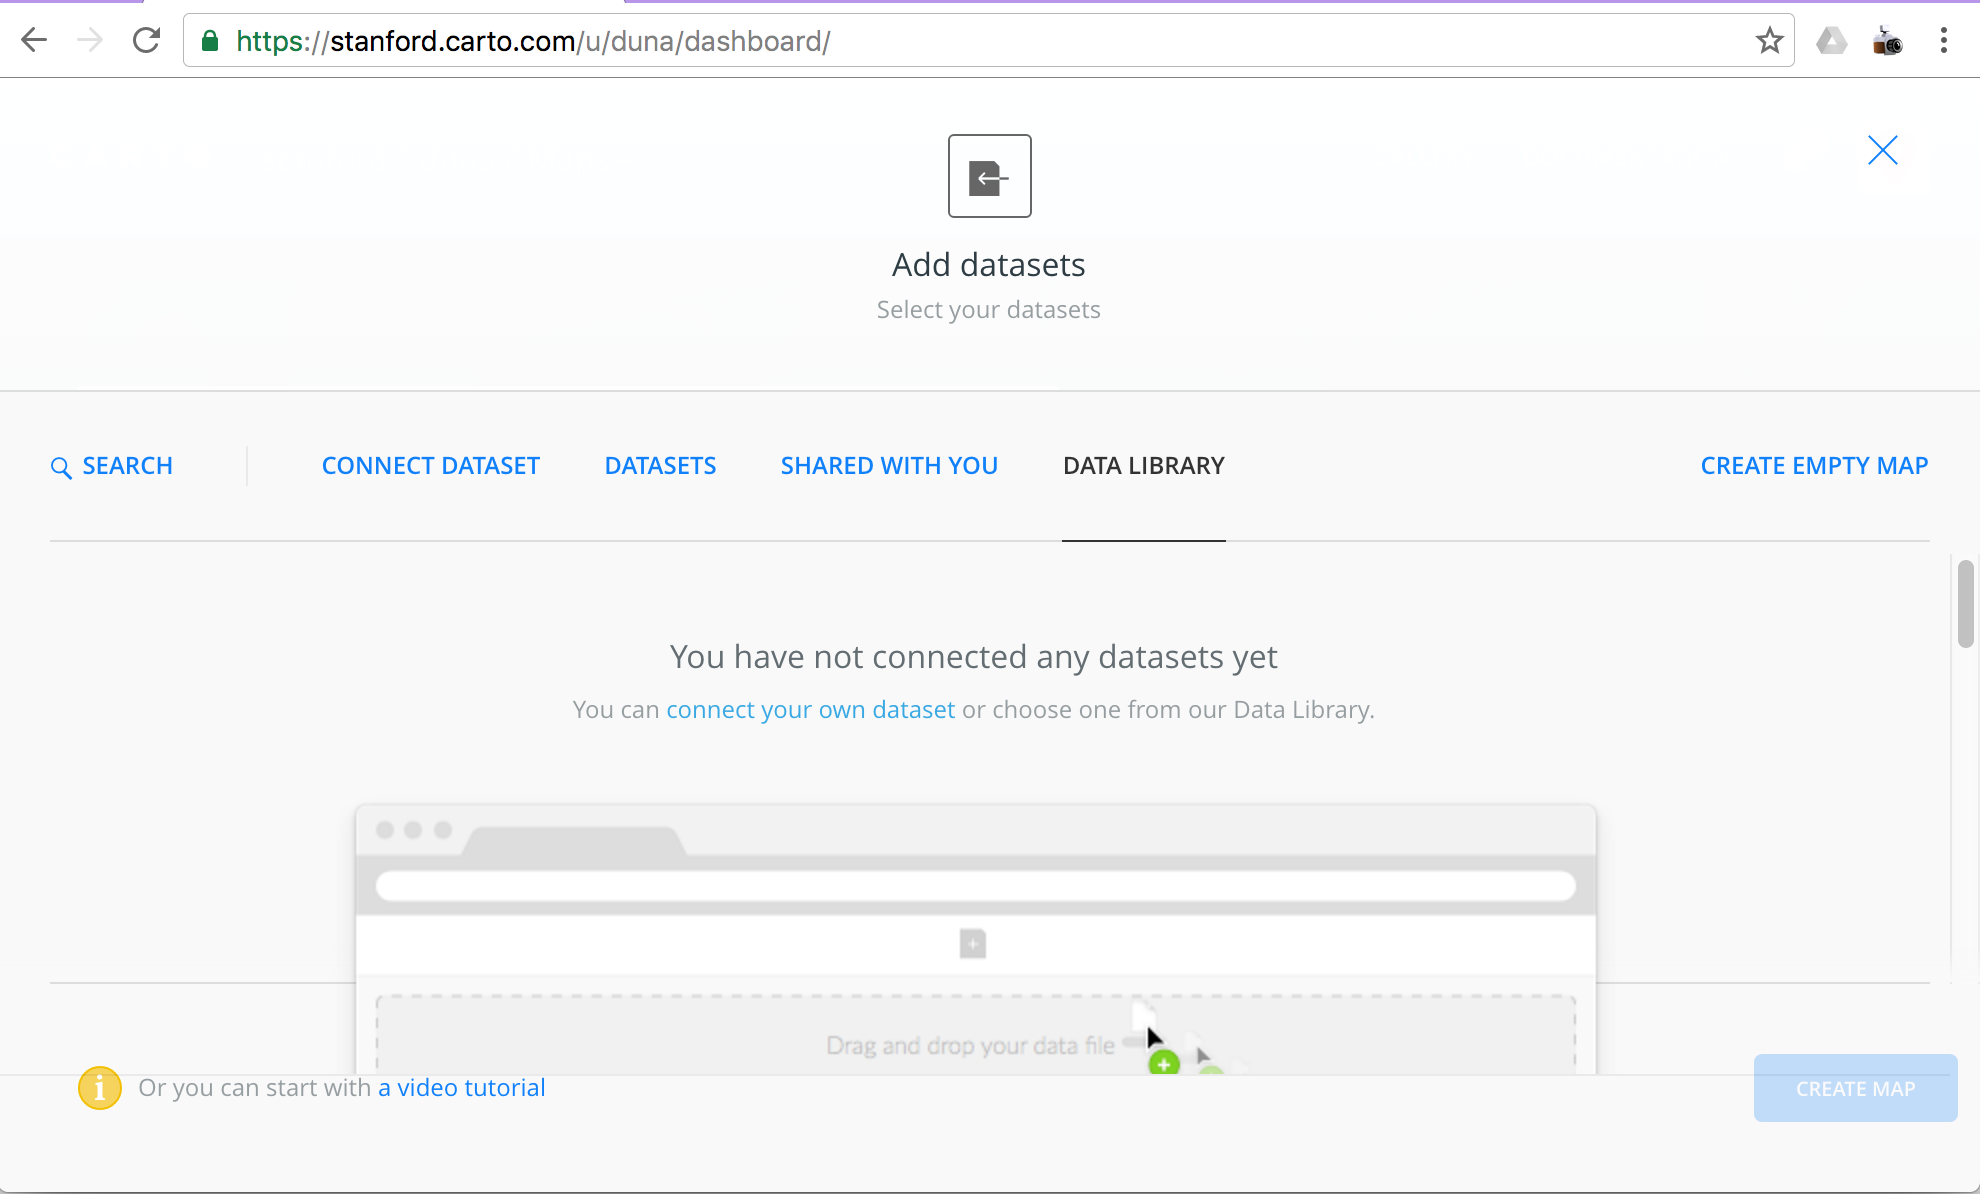 https://stanford.carto.com/u/duna/dashboard/
Add datasets
Select your datasets
SEARCH CONNECT DATASET DATASETS SHARED WITH YOU DATA LIBRARY CREATE EMPTY MAP
You have not connected any datasets yet
You can connect your own dataset or choose one from our Data Library.
Drag and drop your data file
Or you can start with a video tutorial
CREATE MAP